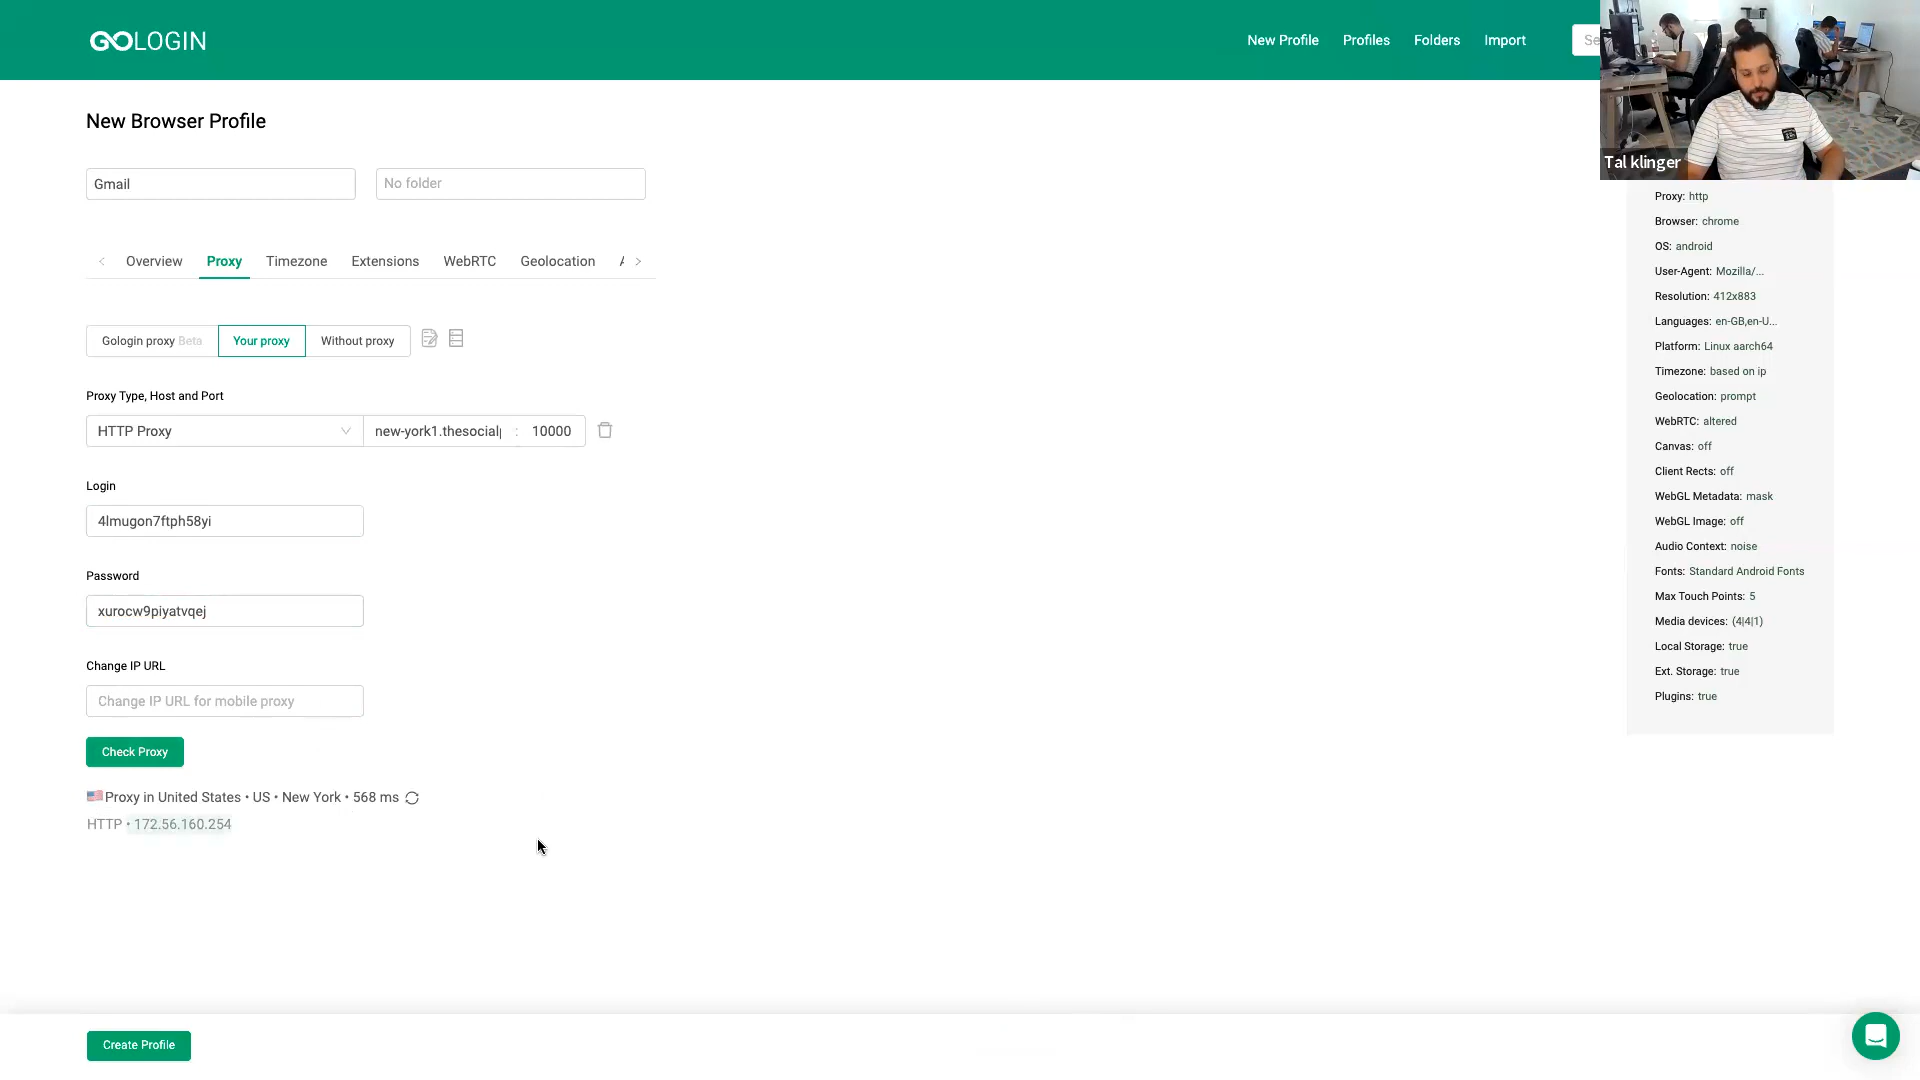 GOLOGIN
New Profile Profiles Folders Import
Tal klinger
New Browser Profile
Gmail
No folder
Overview Proxy Timezone Extensions WebRTC Geolocation
Gologin proxy Beta Your proxy Without proxy
Proxy Type, Host and Port
HTTP Proxy new-york1.thesocial : 10000
Login
4lmugon7ftph58yi
Password
xurocw9piyatvqej
Change IP URL
Change IP URL for mobile proxy
Check Proxy
Proxy in United States • US • New York • 568 ms
HTTP • 172.56.160.254
Create Profile
Proxy: http
Browser: chrome
OS: android
User-Agent: Mozilla/...
Resolution: 412x883
Languages: en-GB,en-U...
Platform: Linux aarch64
Timezone: based on ip
Geolocation: prompt
WebRTC: altered
Canvas: off
Client Rects: off
WebGL Metadata: mask
WebGL Image: off
Audio Context: noise
Fonts: Standard Android Fonts
Max Touch Points: 5
Media devices: (4|4|1)
Local Storage: true
Ext. Storage: true
Plugins: true